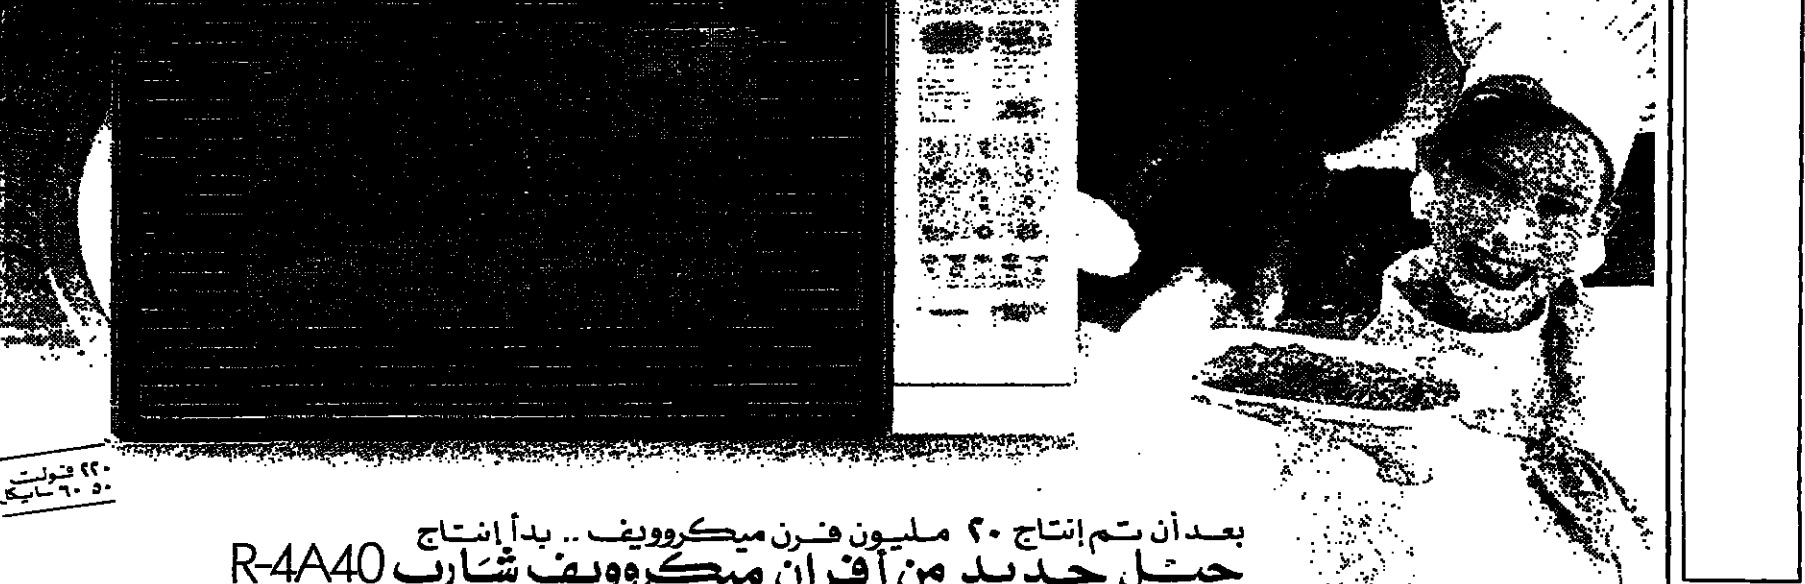 ٢٢٠ ڤولت
٥٠ ٦٠ سايكل
بعد أن تم إنتاج ٢٠ مليون فرن ميكروويف .. بدأ إنتاج
جيل جديد من أفران ميكروويف شارب R-4A40